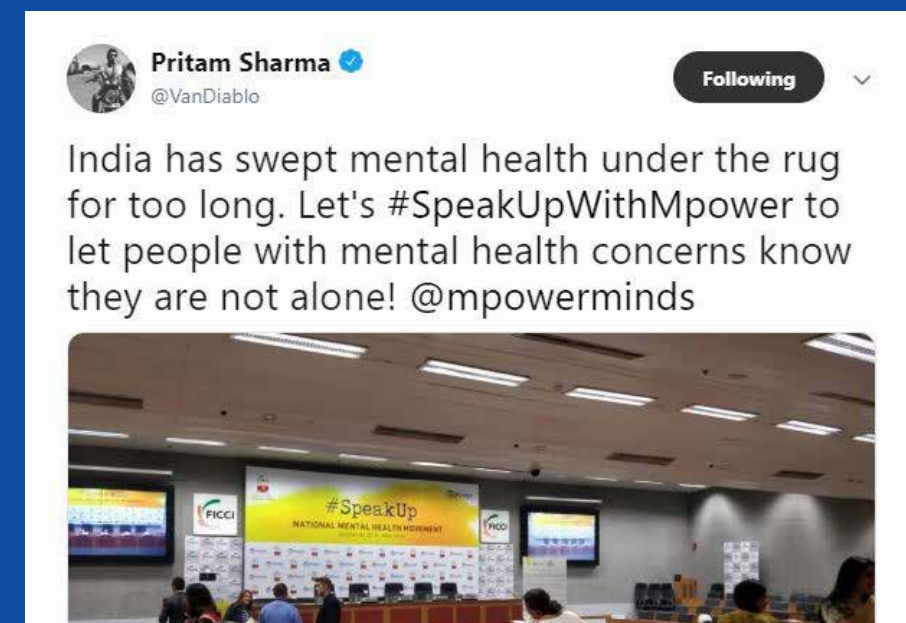 Pritam Sharma
@VanDiablo
Following
India has swept mental health under the rug
for too long. Let's #SpeakUpWithMpower to
let people with mental health concerns know
they are not alone! @mpowerminds
#SpeakUp
FICCI
NATIONAL MENTAL HEALTH MOVEMENT
FICCI